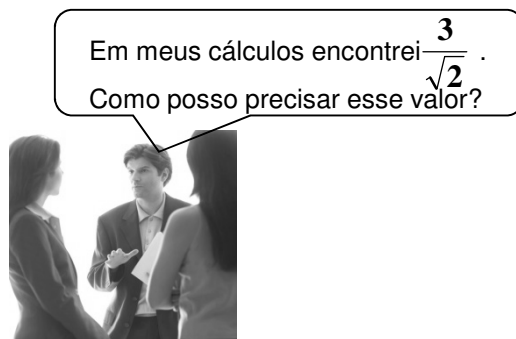 Em meus cálculos encontrei 3/√2 .
Como posso precisar esse valor?